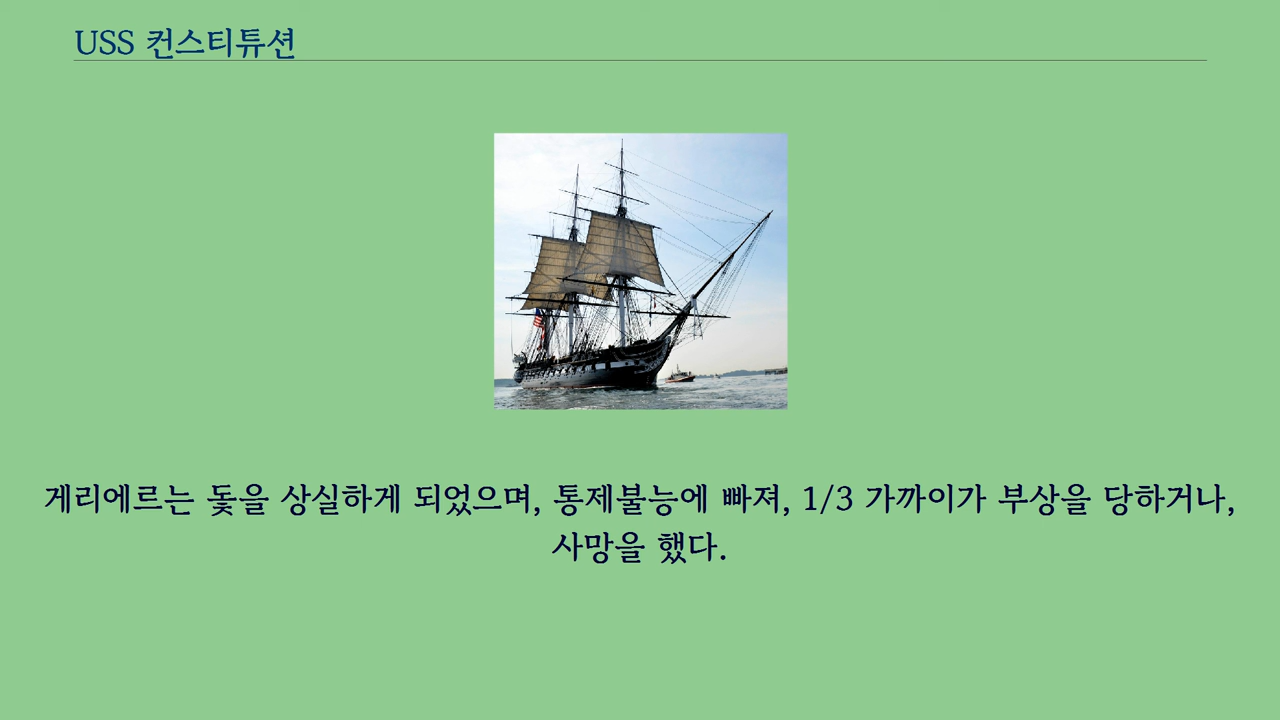 USS 컨스티튜션
게리에르는 돛을 상실하게 되었으며, 통제불능에 빠져, 1/3 가까이가 부상을 당하거나,
사망을 했다.